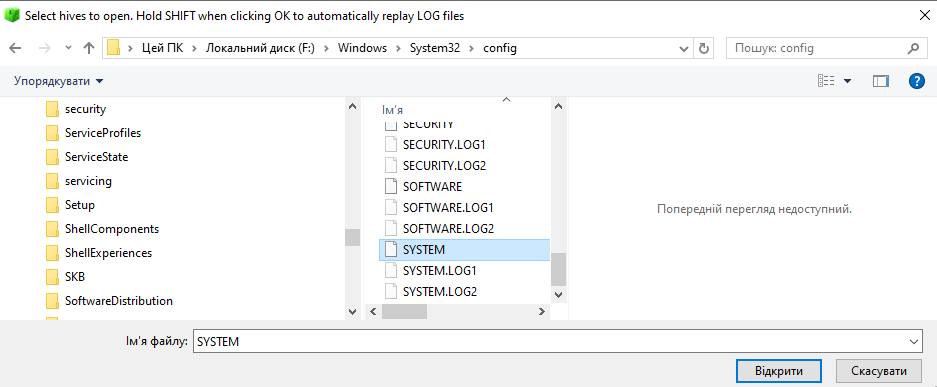 Select hives to open. Hold SHIFT when clicking OK to automatically replay LOG files
Цей ПК > Локальний диск (F:) > Windows > System32 > config
Пошук: config
Упорядкувати
security
ServiceProfiles
ServiceState
servicing
Setup
ShellComponents
ShellExperiences
SKB
SoftwareDistribution
Ім'я
SECURITY
SECURITY.LOG1
SECURITY.LOG2
SOFTWARE
SOFTWARE.LOG1
SOFTWARE.LOG2
SYSTEM
SYSTEM.LOG1
SYSTEM.LOG2
Попередній перегляд недоступний.
Ім'я файлу: SYSTEM
Відкрити
Скасувати